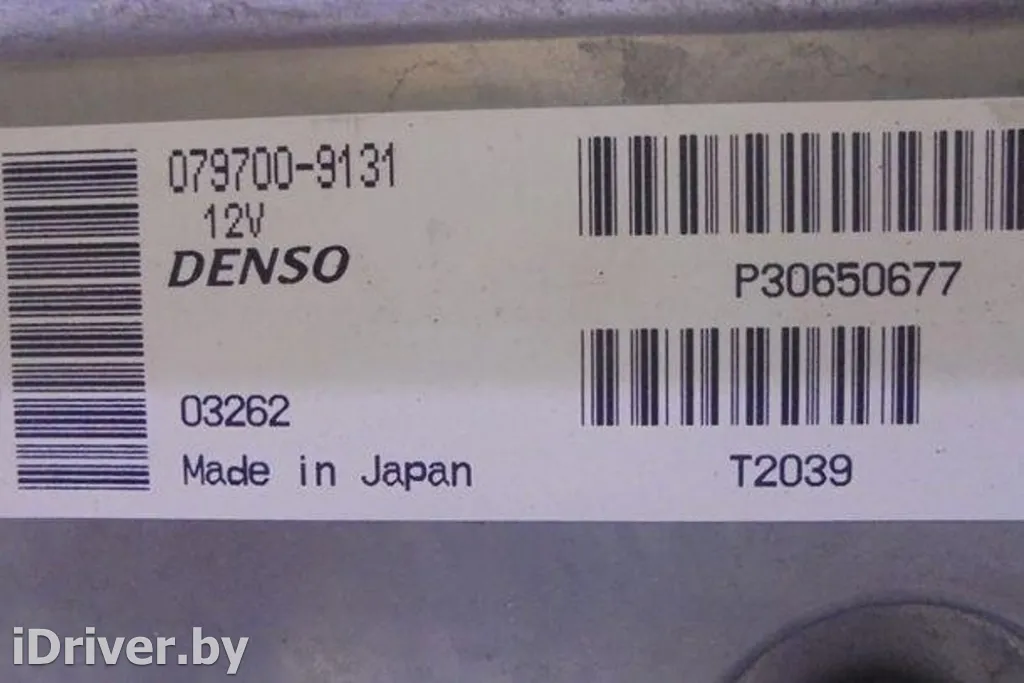 079700-9131
12V
DENSO
P30650677
03262
Made in Japan
T2039
iDriver.by